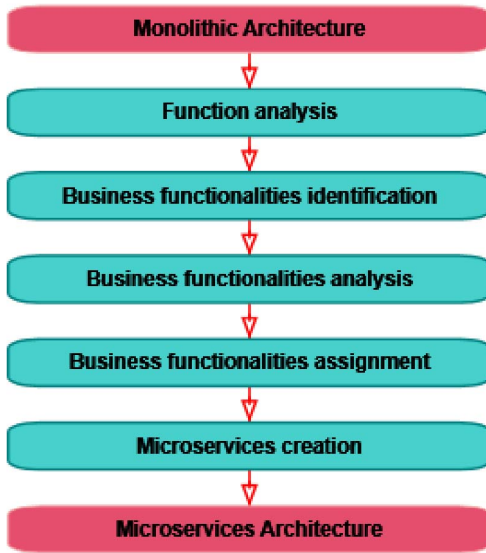 Monolithic Architecture
Function analysis
Business functionalities identification
Business functionalities analysis
Business functionalities assignment
Microservices creation
Microservices Architecture